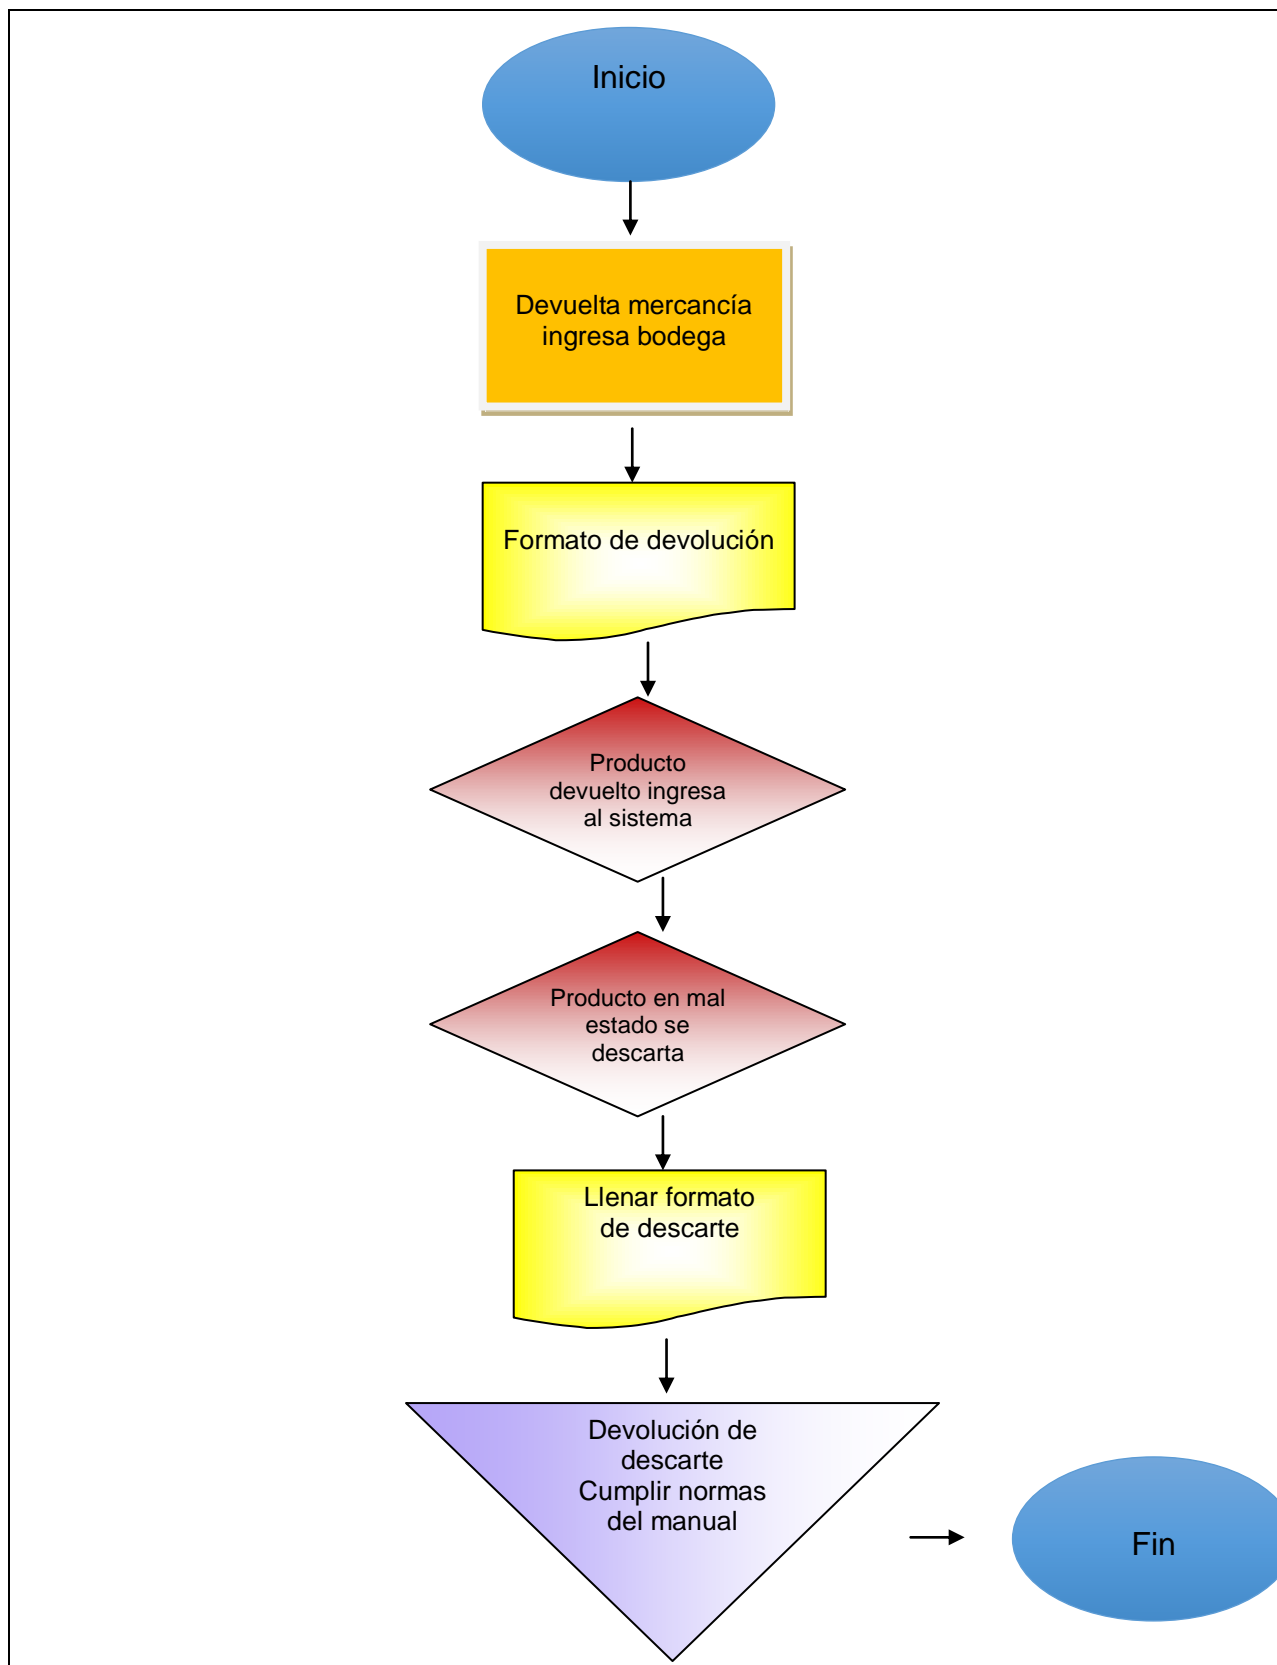 Inicio
Devuelta mercancía
ingresa bodega
Formato de devolución
Producto
devuelto ingresa
al sistema
Producto en mal
estado se
descarta
Llenar formato
de descarte
Devolución de
descarte
Cumplir normas
del manual
Fin